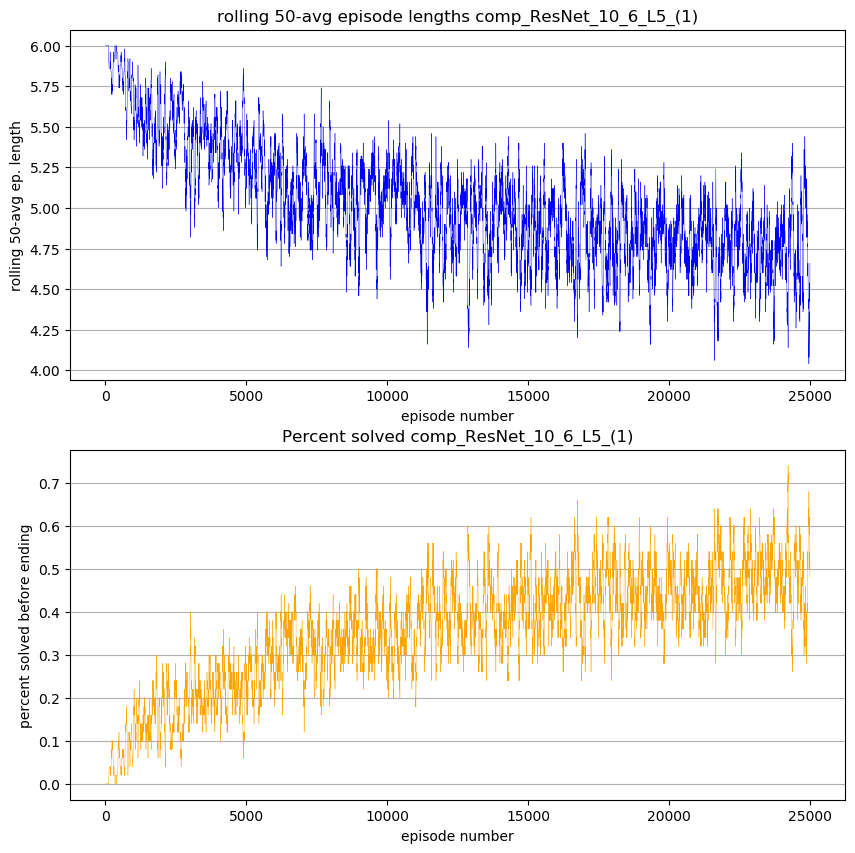 rolling 50-avg episode lengths comp_ResNet_10_6_L5_(1)
6.00
5.75
5.50
5.25
5.00
4.75
4.50
4.25
4.00
rolling 50-avg ep. length
0 5000 10000 15000 20000 25000
episode number
Percent solved comp_ResNet_10_6_L5_(1)
0.7
0.6
0.5
0.4
0.3
0.2
0.1
0.0
percent solved before ending
0 5000 10000 15000 20000 25000
episode number